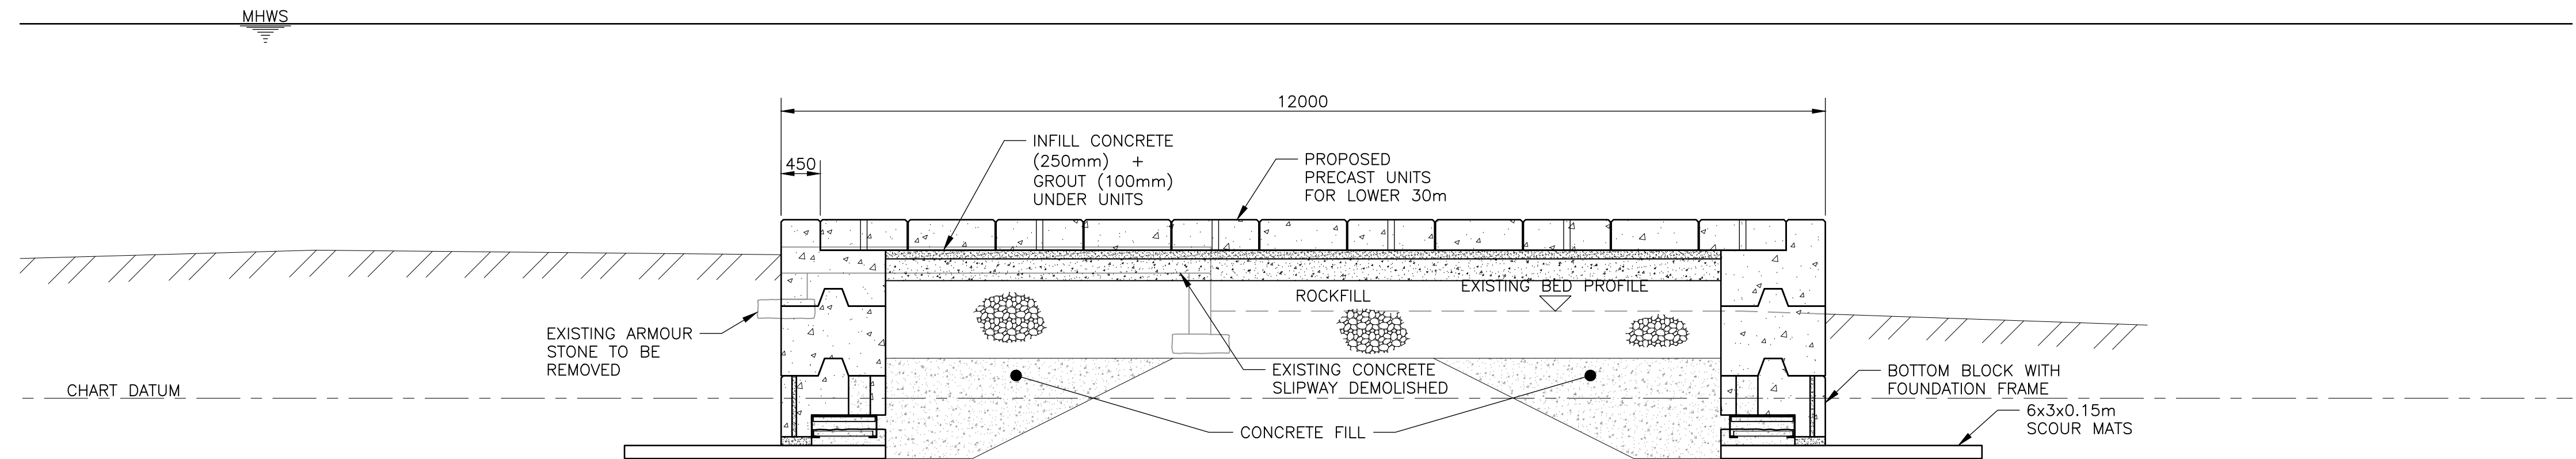 MHWS
12000
450
INFILL CONCRETE
(250mm) +
GROUT (100mm)
UNDER UNITS
PROPOSED
PRECAST UNITS
FOR LOWER 30m
ROCKFILL
EXISTING BED PROFILE
EXISTING ARMOUR
STONE TO BE
REMOVED
EXISTING CONCRETE
SLIPWAY DEMOLISHED
CHART DATUM
BOTTOM BLOCK WITH
FOUNDATION FRAME
6x3x0.15m
SCOUR MATS
CONCRETE FILL